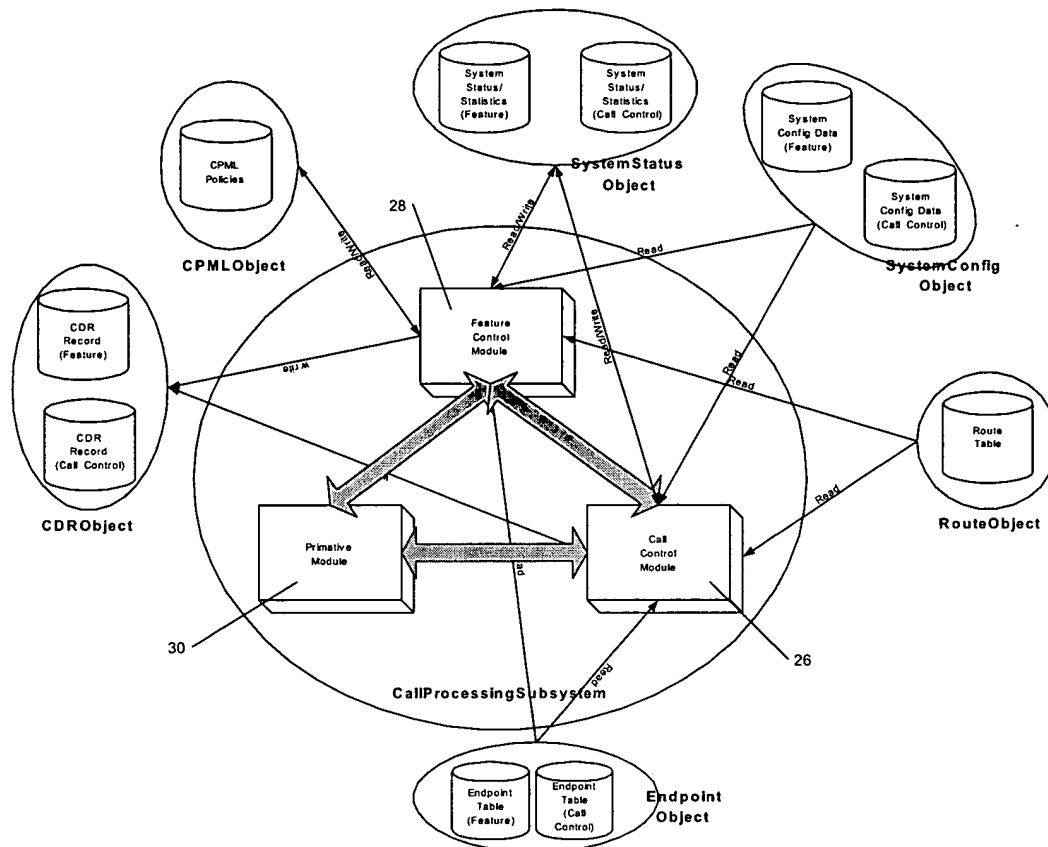 System
Status/
Statistics
(Feature)
System
Status/
Statistics
(Call Control)
SystemStatus
Object
System
Config Data
(Feature)
System
Config Data
(Call Control)
SystemConfig
Object
CPML
Policies
CPMLObject
28
Read/Write
Read/Write
Read
Read/Write
Read
Read
CDR
Record
(Feature)
CDR
Record
(Call Control)
CDRObject
Write
Feature
Control
Module
Route
Table
RouteObject
Read
Primative
Module
Call
Control
Module
30
26
Read
CallProcessingSubsystem
Endpoint
Table
(Feature)
Endpoint
Table
(Call
Control)
Endpoint
Object